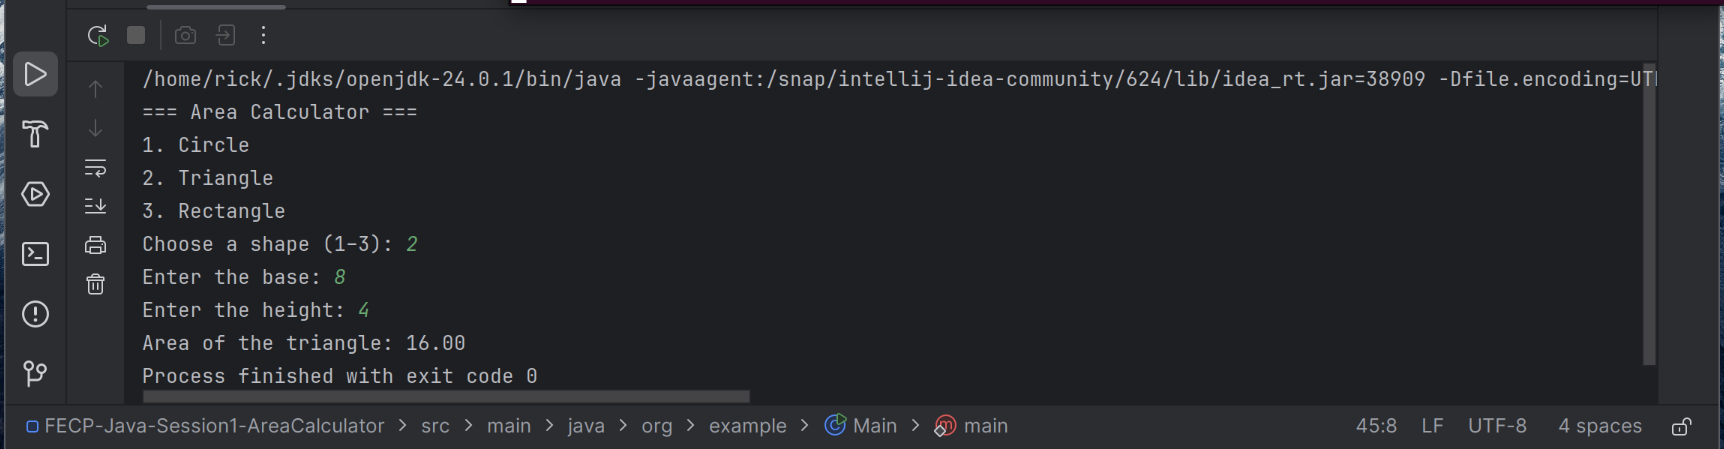 /home/rick/.jdks/openjdk-24.0.1/bin/java -javaagent:/snap/intellij-idea-community/624/lib/idea_rt.jar=38909 -Dfile.encoding=UT
=== Area Calculator ===
1. Circle
2. Triangle
3. Rectangle
Choose a shape (1-3): 2
Enter the base: 8
Enter the height: 4
Area of the triangle: 16.00
Process finished with exit code 0
FECP-Java-Session1-AreaCalculator > src > main > java > org > example > Main > main 45:8 LF UTF-8 4 spaces